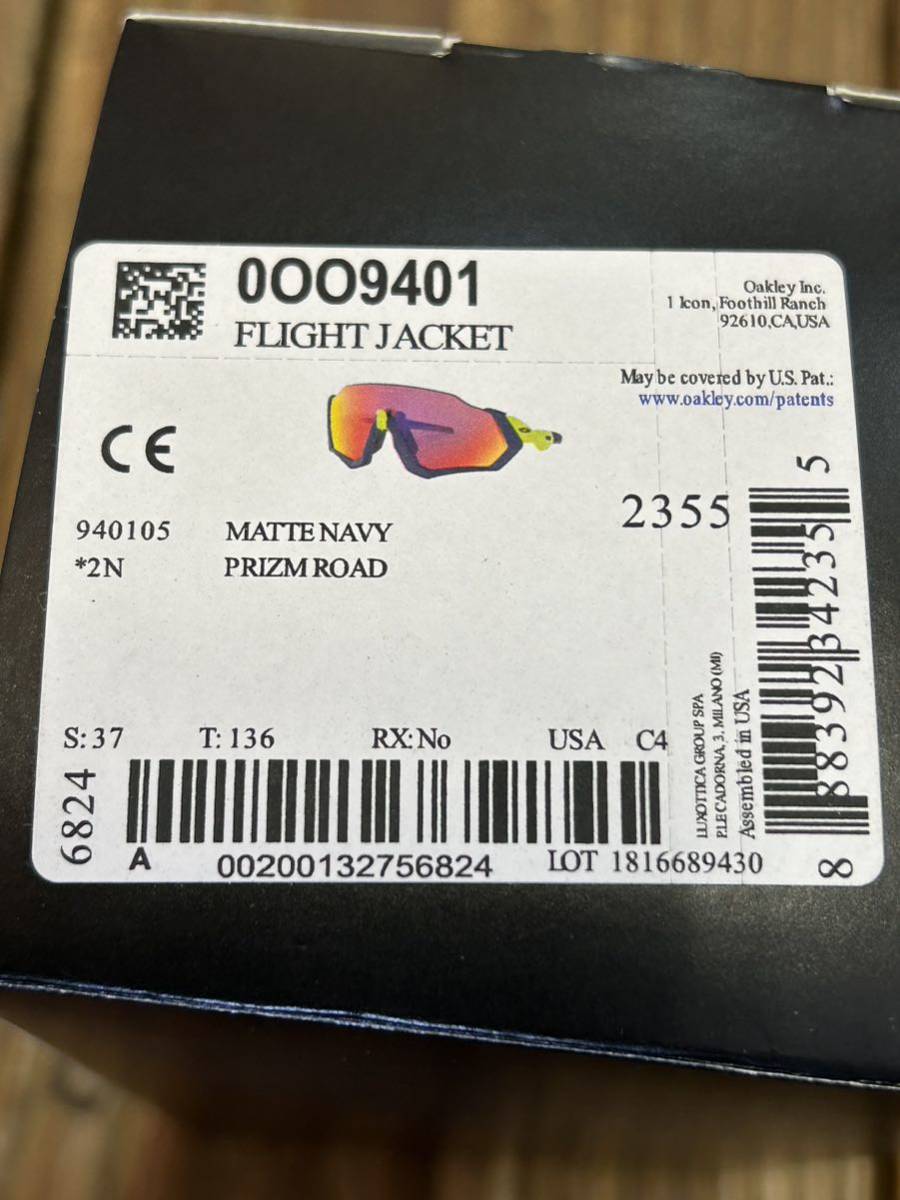 0OO9401
FLIGHT JACKET
Oakley Inc.
1 Icon, Foothill Ranch
92610,CA,USA
May be covered by U.S. Pat.:
www.oakley.com/patents
CE
2355
940105 MATTE NAVY
*2N PRIZM ROAD
S: 37 T: 136 RX: No USA C4
6824
A 00200132756824 LOT 1816689430
LUXOTTICA GROUP SPA
P.LE CADORNA, 3, MILANO (MI)
Assembled in USA
8 88392 34235 5